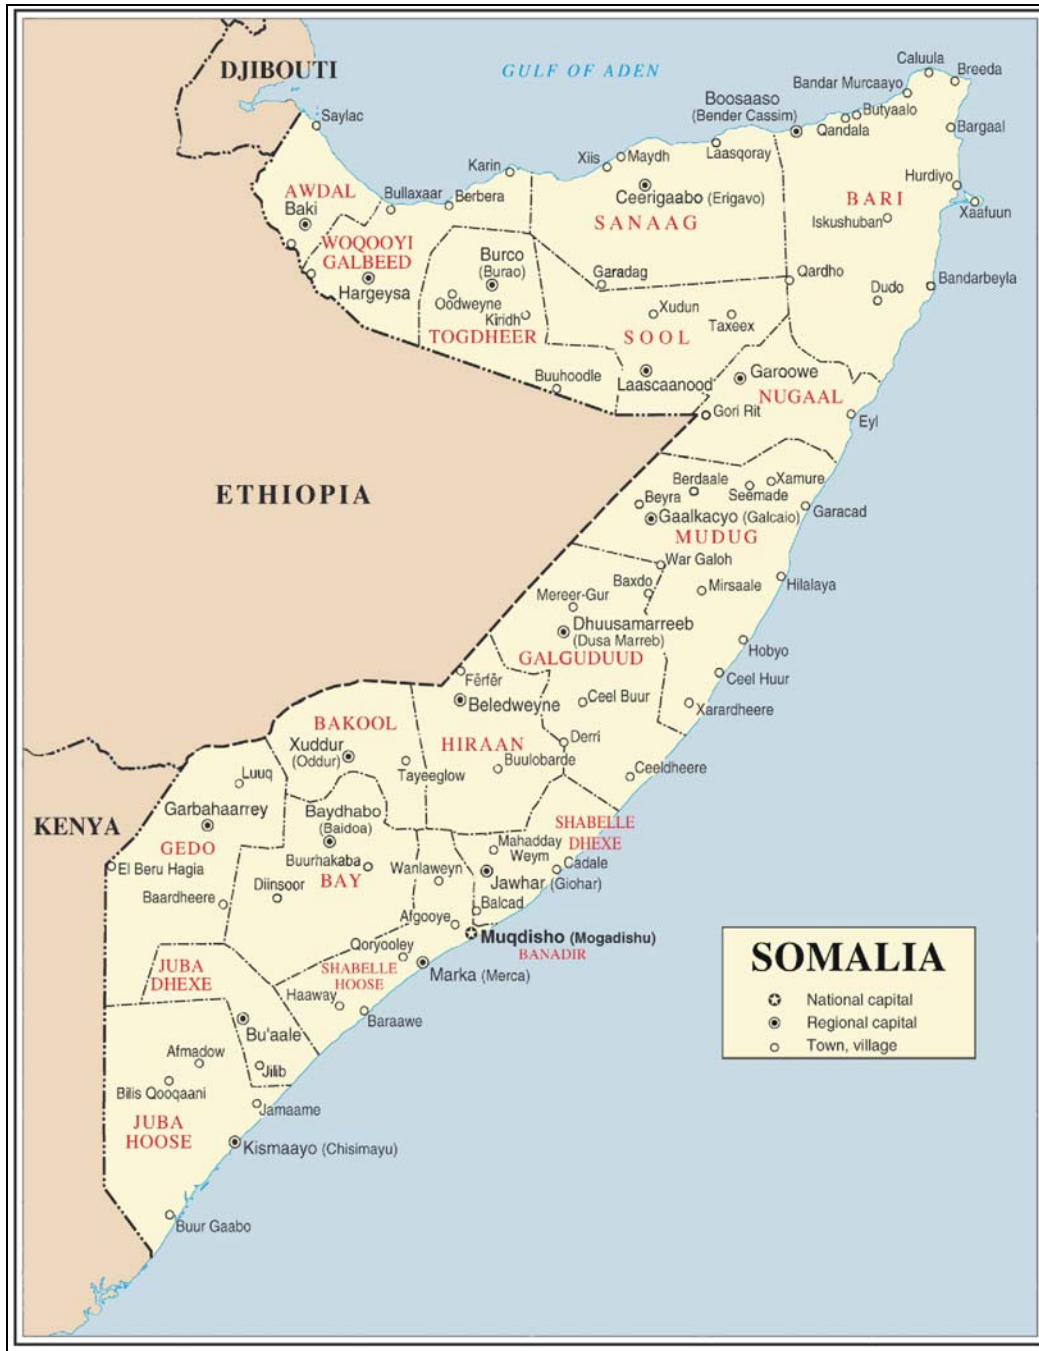 DJIBOUTI
GULF OF ADEN
Caluula
Breeda
Bandar Murcaayo
Boosaaso
(Bender Cassim)
Butyaalo
Qandala
Bargaal
Saylac
Laasqoray
Maydh
Xiis
Karin
Hurdiyo
Xaafuun
AWDAL
Baki
Bullaxaar
Berbera
Ceerigaabo (Erigavo)
SANAAG
BARI
Iskushuban
WOQOOYI
GALBEED
Hargeysa
Burco
(Burao)
Oodweyne
Kiridh
TOGDHEER
Garadag
Qardho
Dudo
Bandarbeyla
Xudun
Taxeex
SOOL
Laascaanood
Buuhoodle
Garoowe
NUGAAL
Gori Rit
Eyl
ETHIOPIA
Berdaale
Xamure
Seemade
Beyra
Garacad
Gaalkacyo (Galcaio)
MUDUG
War Galoh
Baxdo
Mirsaale
Hilalaya
Mereer-Gur
Dhuusamarreeb
(Dusa Marreb)
GALGUDUUD
Hobyo
Ceel Huur
Xarardheere
Fērfēr
Beledweyne
Ceel Buur
BAKOOL
Xuddur
(Oddur)
HIRAAN
Derri
Buulobarde
Tayeeglow
Ceeldheere
Luuq
KENYA
Garbahaarrey
GEDO
El Beru Hagia
Baardheere
Baydhabo
(Baidoa)
Buurhakaba
BAY
Diinsoor
Wanlaweyn
SHABELLE
DHEXE
Mahadday
Weym
Cadale
Jawhar (Giohar)
Balcad
Afgooye
Muqdisho (Mogadishu)
BANADIR
Qoryooley
Marka (Merca)
SHABELLE
HOOSE
Haaway
Baraawe
JUBA
DHEXE
Bu'aale
Afmadow
Jilib
Bilis Qooqaani
Jamaame
JUBA
HOOSE
Kismaayo (Chisimayu)
Buur Gaabo
SOMALIA
National capital
Regional capital
Town, village